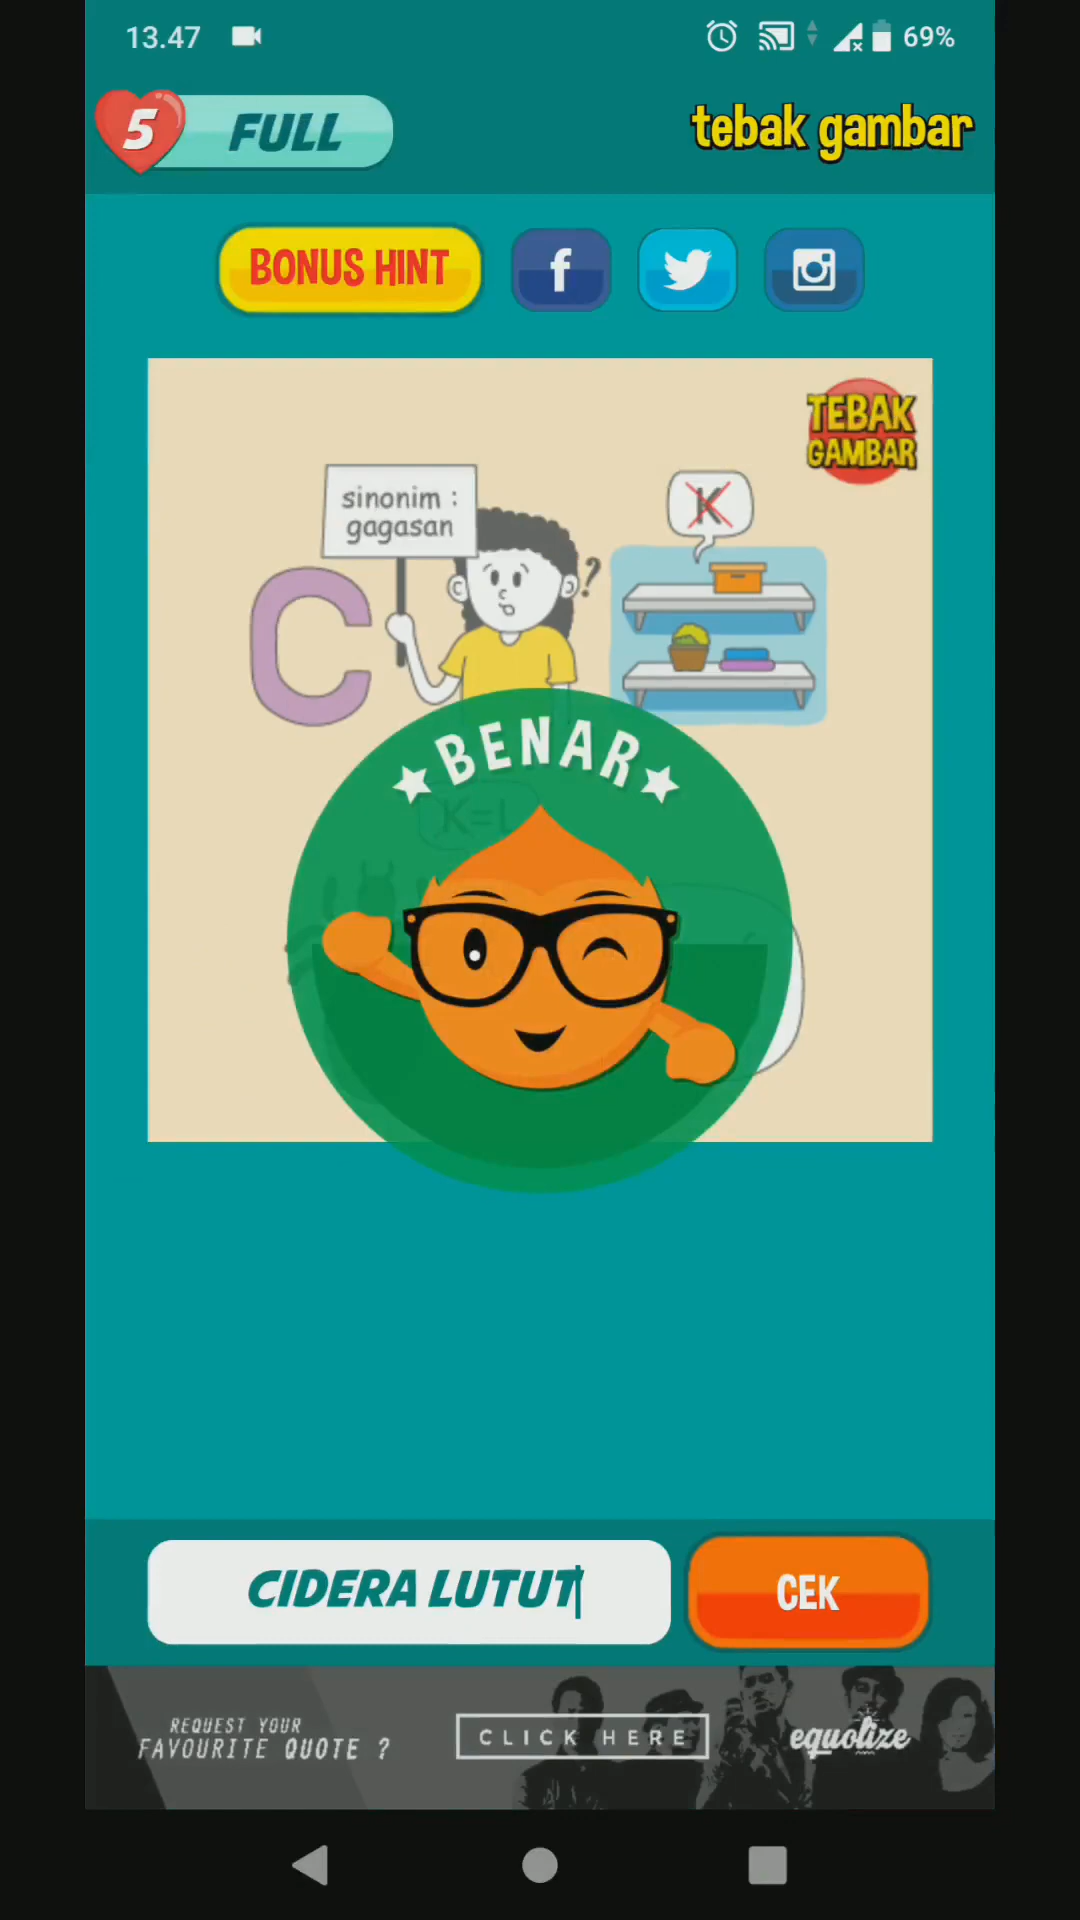 13.47
69%
5 FULL
tebak gambar
BONUS HINT
f
TEBAK
GAMBAR
sinonim :
gagasan
?
K
C
BENAR
K=L
CIDERA LUTUT
CEK
REQUEST YOUR
FAVOURITE QUOTE ?
CLICK HERE
equalize